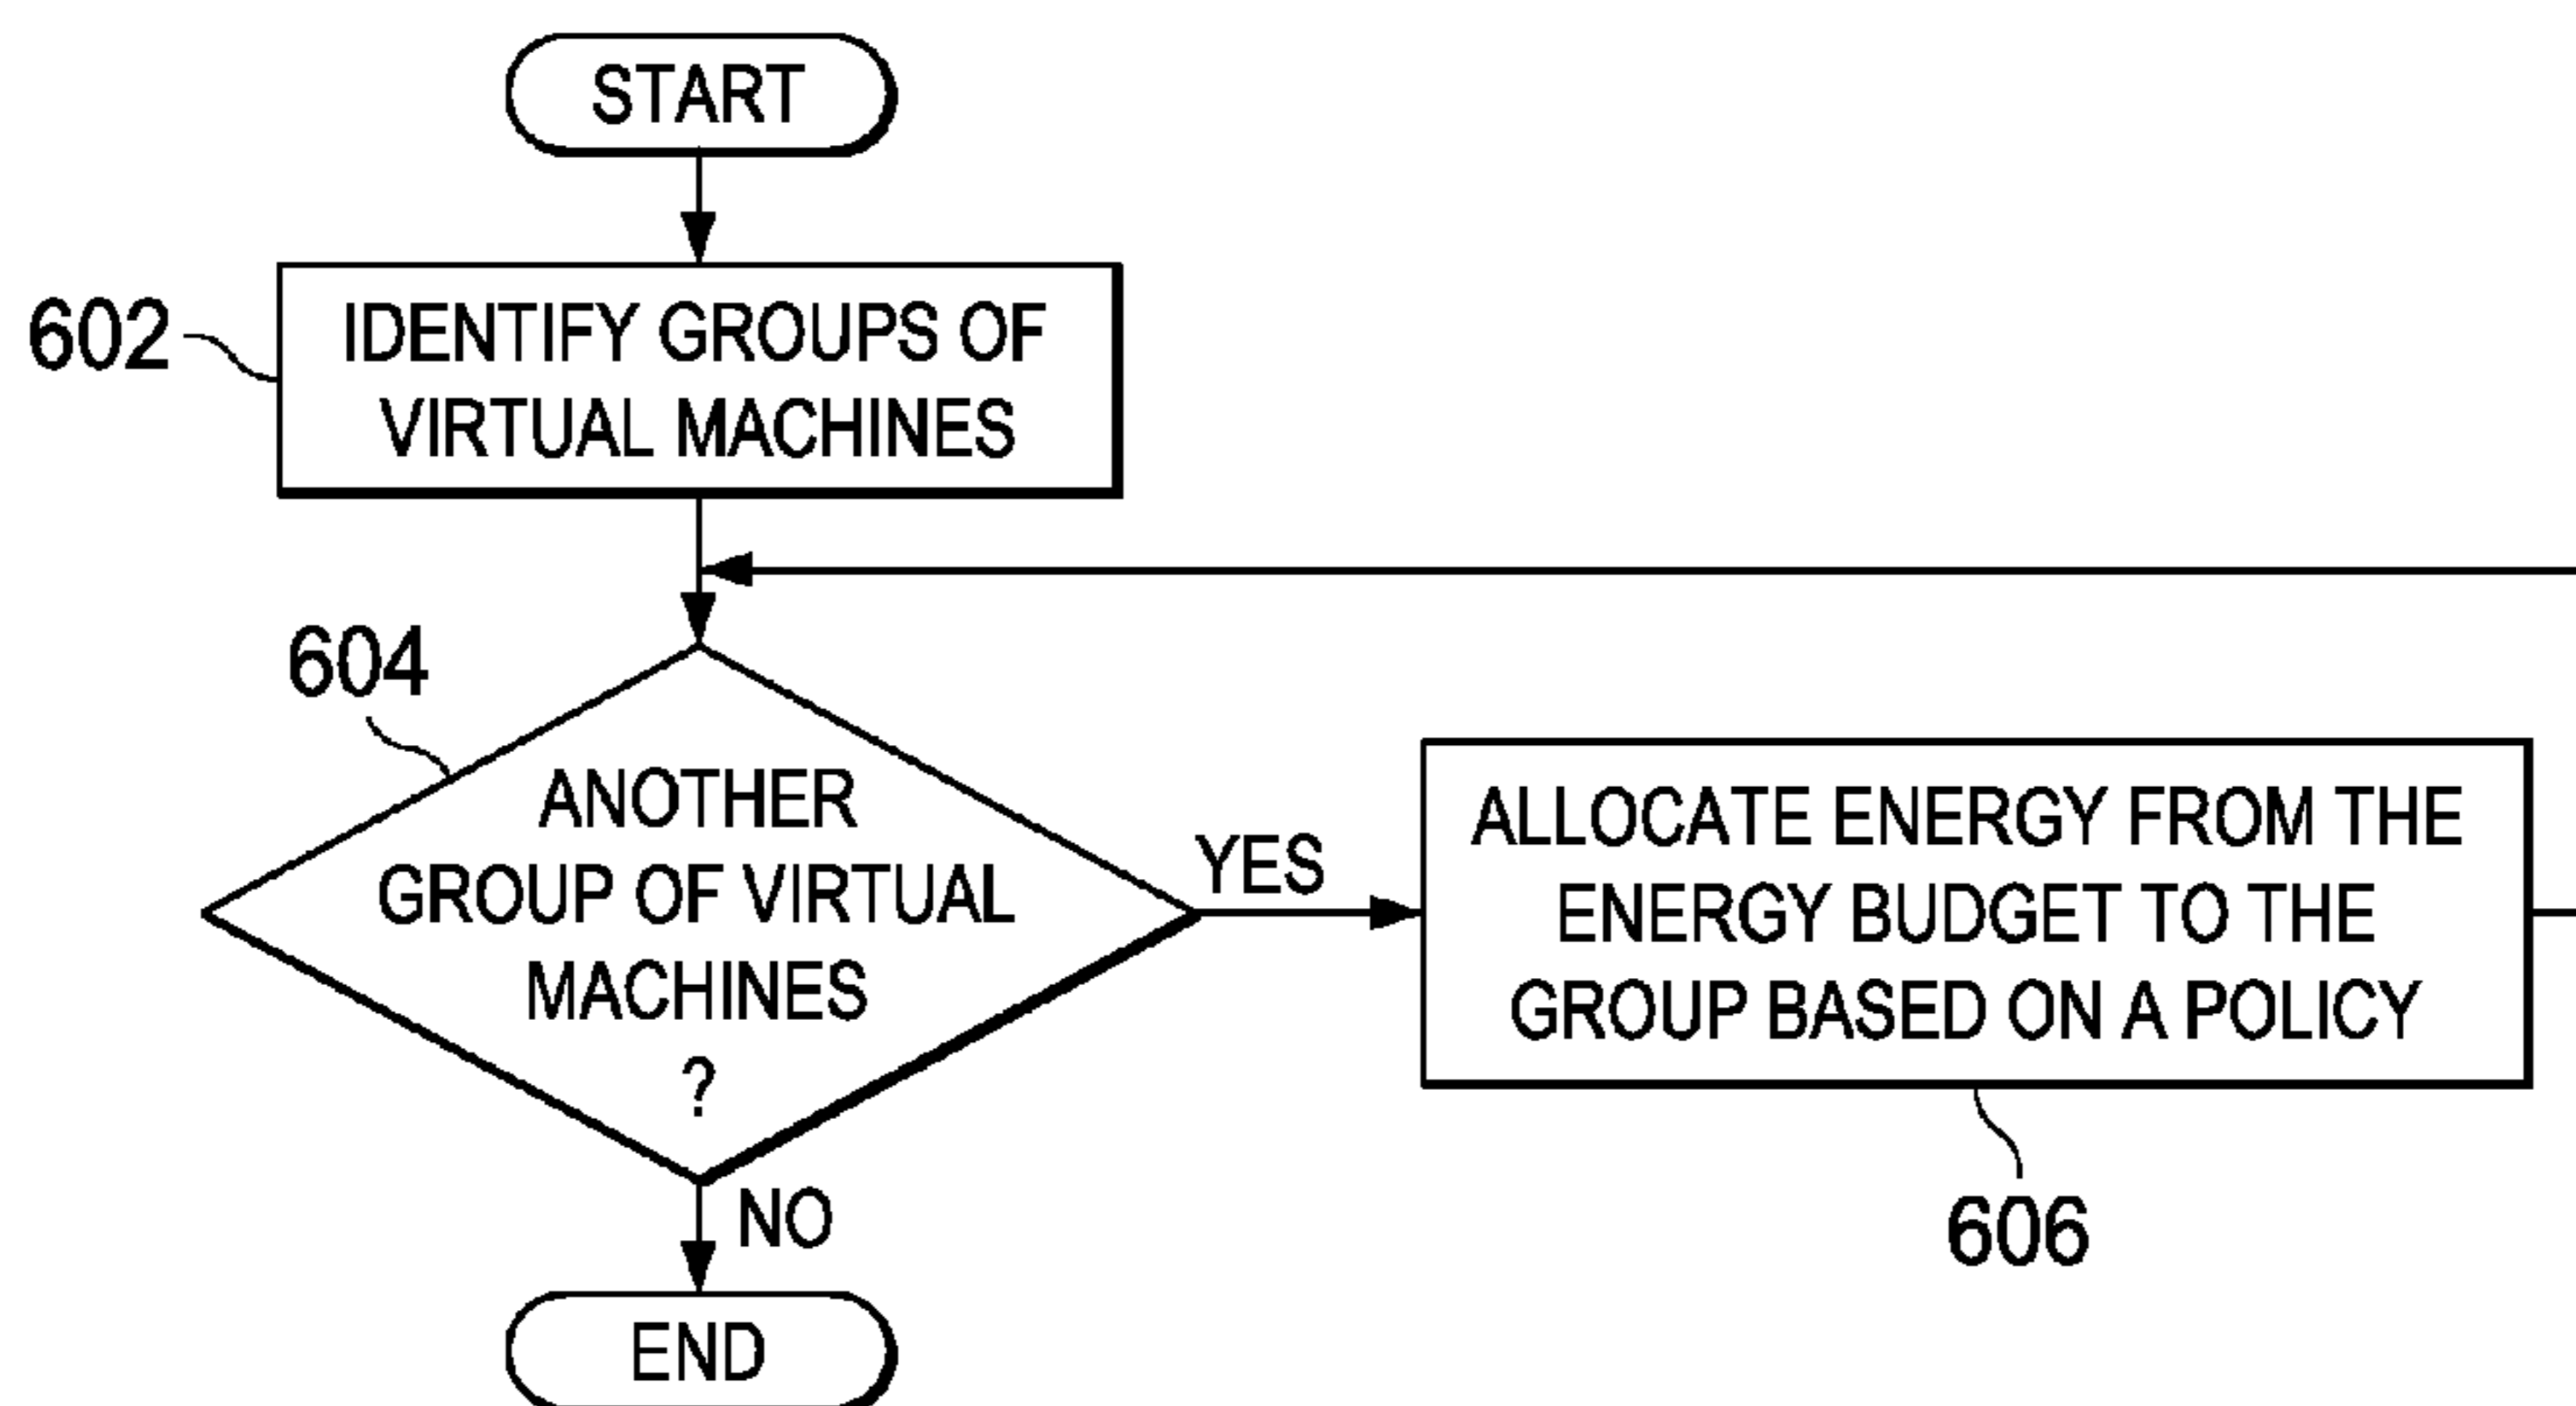 START
602
IDENTIFY GROUPS OF
VIRTUAL MACHINES
604
ANOTHER
GROUP OF VIRTUAL
MACHINES
?
YES
ALLOCATE ENERGY FROM THE
ENERGY BUDGET TO THE
GROUP BASED ON A POLICY
606
NO
END